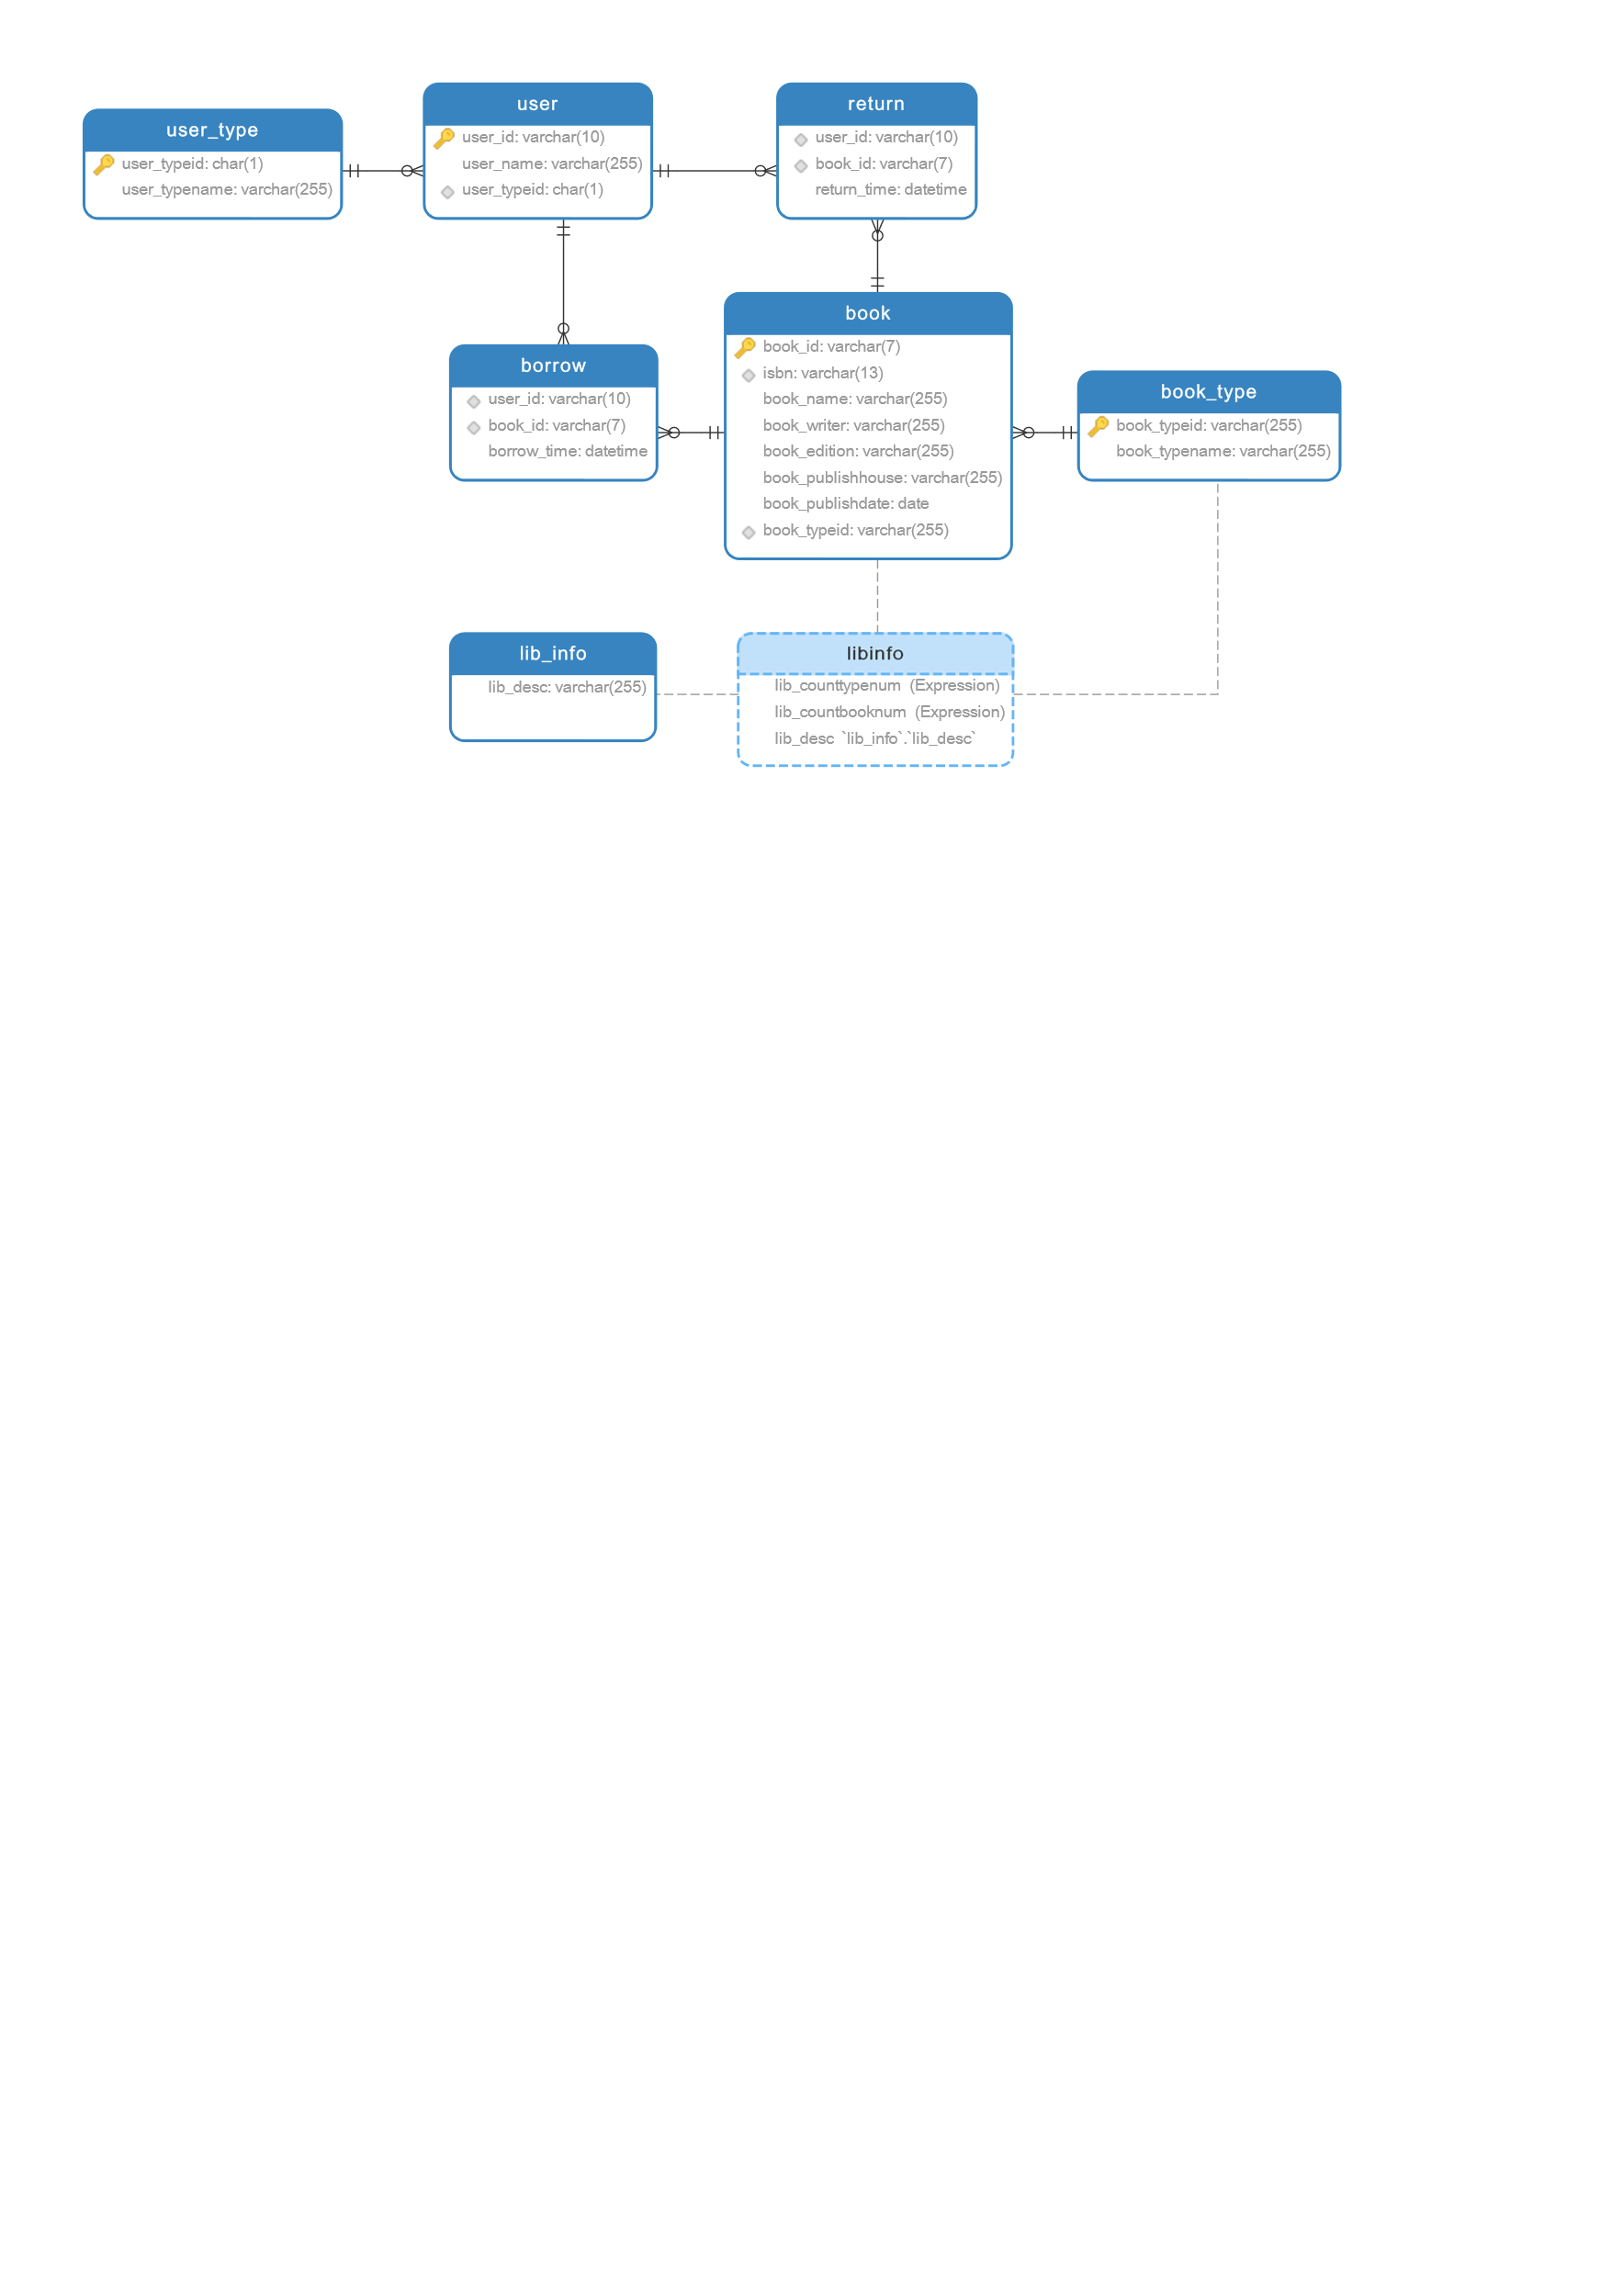 user_type
user_typeid: char(1)
user_typename: varchar(255)
user
user_id: varchar(10)
user_name: varchar(255)
user_typeid: char(1)
return
user_id: varchar(10)
book_id: varchar(7)
return_time: datetime
borrow
user_id: varchar(10)
book_id: varchar(7)
borrow_time: datetime
book
book_id: varchar(7)
isbn: varchar(13)
book_name: varchar(255)
book_writer: varchar(255)
book_edition: varchar(255)
book_publishhouse: varchar(255)
book_publishdate: date
book_typeid: varchar(255)
book_type
book_typeid: varchar(255)
book_typename: varchar(255)
lib_info
lib_desc: varchar(255)
libinfo
lib_counttypenum (Expression)
lib_countbooknum (Expression)
lib_desc `lib_info`.`lib_desc`